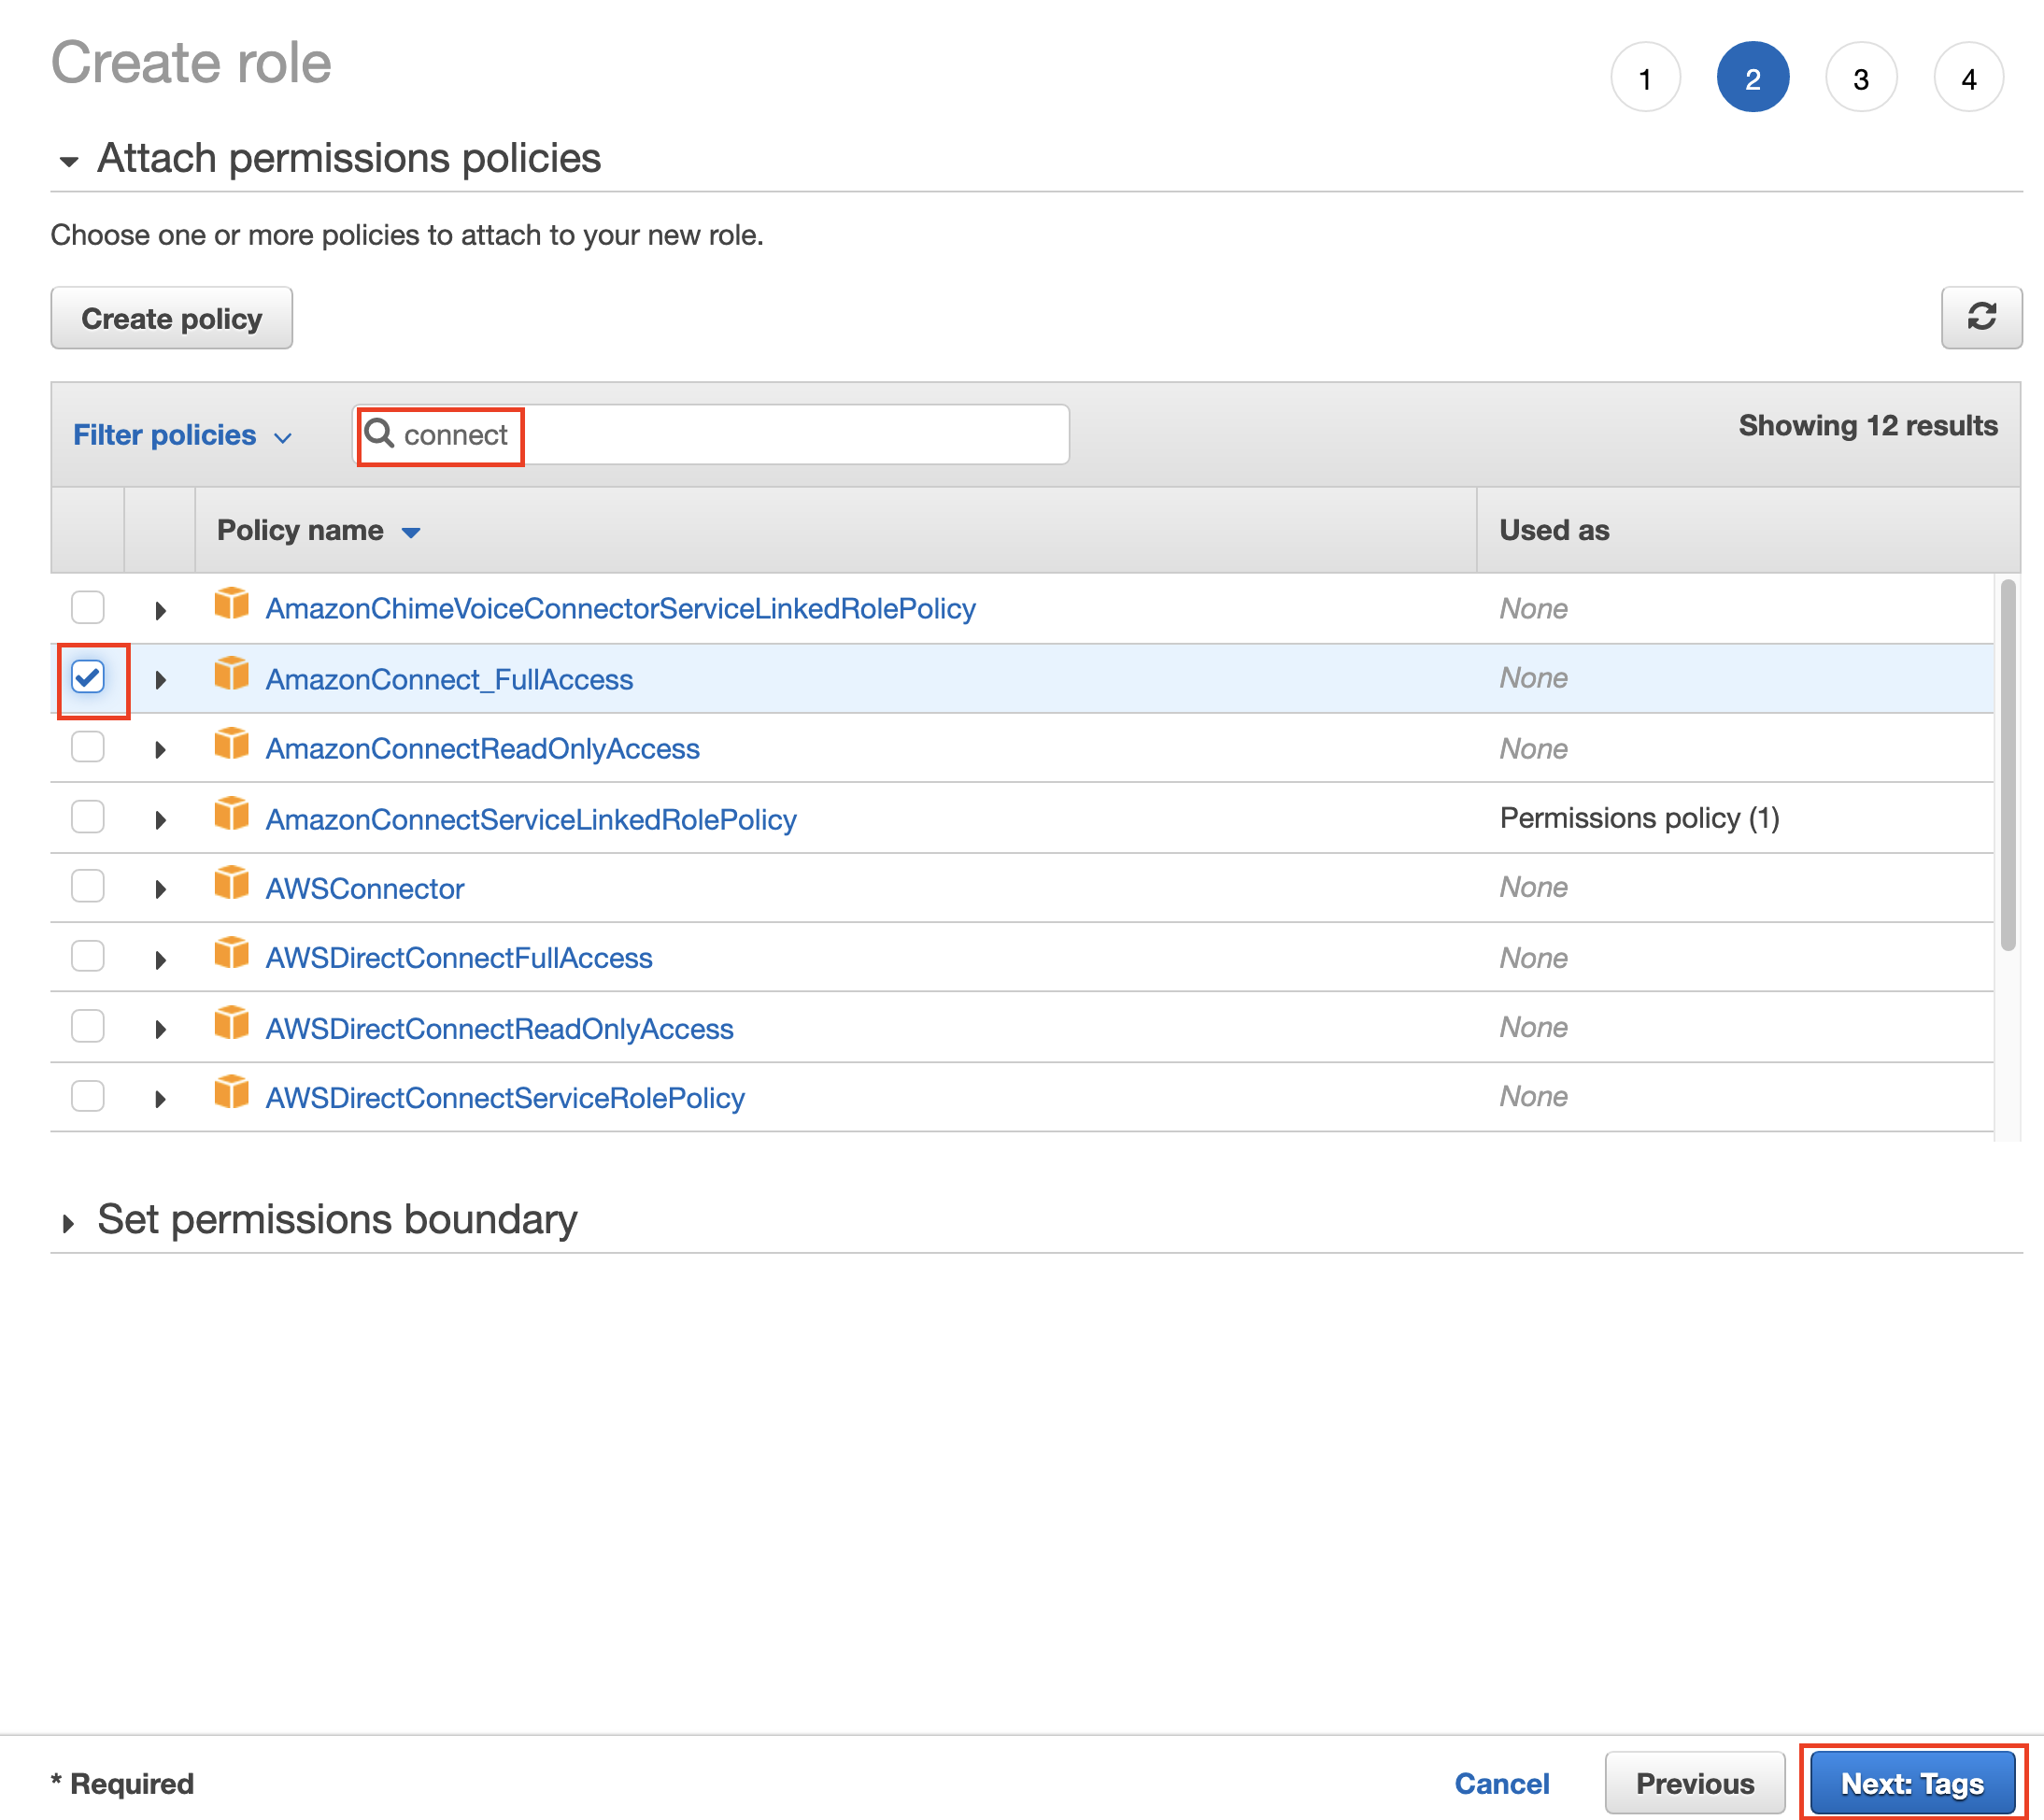 Create role
1 2 3 4
Attach permissions policies
Choose one or more policies to attach to your new role.
Create policy
Filter policies connect Showing 12 results
Policy name Used as
AmazonChimeVoiceConnectorServiceLinkedRolePolicy None
AmazonConnect_FullAccess None
AmazonConnectReadOnlyAccess None
AmazonConnectServiceLinkedRolePolicy Permissions policy (1)
AWSConnector None
AWSDirectConnectFullAccess None
AWSDirectConnectReadOnlyAccess None
AWSDirectConnectServiceRolePolicy None
Set permissions boundary
* Required Cancel Previous Next: Tags